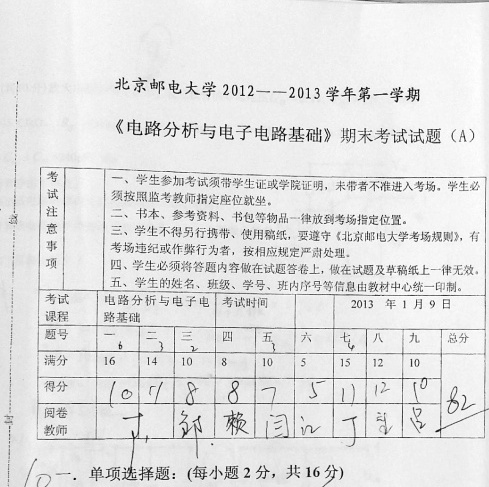 北京邮电大学 2012——2013 学年第一学期
《电路分析与电子电路基础》期末考试试题（A）
考试注意事项
一、学生参加考试须带学生证或学院证明，未带者不准进入考场。学生必
须按照监考教师指定座位就坐。
二、书本、参考资料、书包等物品一律放到考场指定位置。
三、学生不得另行携带、使用稿纸，要遵守《北京邮电大学考场规则》，有
考场违纪或作弊行为者，按相应规定严肃处理。
四、学生必须将答题内容做在试题答卷上，做在试题及草稿纸上一律无效。
五、学生的姓名、班级、学号、班内序号等信息由教材中心统一印制。
考试课程 电路分析与电子电路基础 考试时间 2013 年 1 月 9 日
题号 一 二 三 四 五 六 七 八 九 总分
6 3 2 3 4
满分 16 14 10 8 10 5 15 12 10
得分 10 71 8 8 7 5 11 12 10 82
阅卷教师 丁 邹 赖 闫 江 丁
10 一．单项选择题：(每小题 2 分，共 16 分)